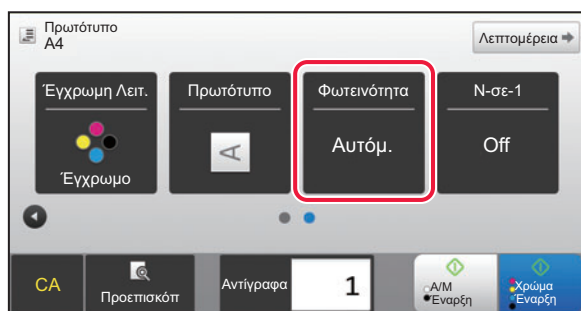 Πρωτότυπο
A4
Λεπτομέρεια
Έγχρωμη Λειτ.
Έγχρωμο
Πρωτότυπο
A
Φωτεινότητα
Αυτόμ.
N-σε-1
Off
CA
Προεπισκόπ
Αντίγραφα
1
Α/Μ
Έναρξη
Χρώμα
Έναρξη